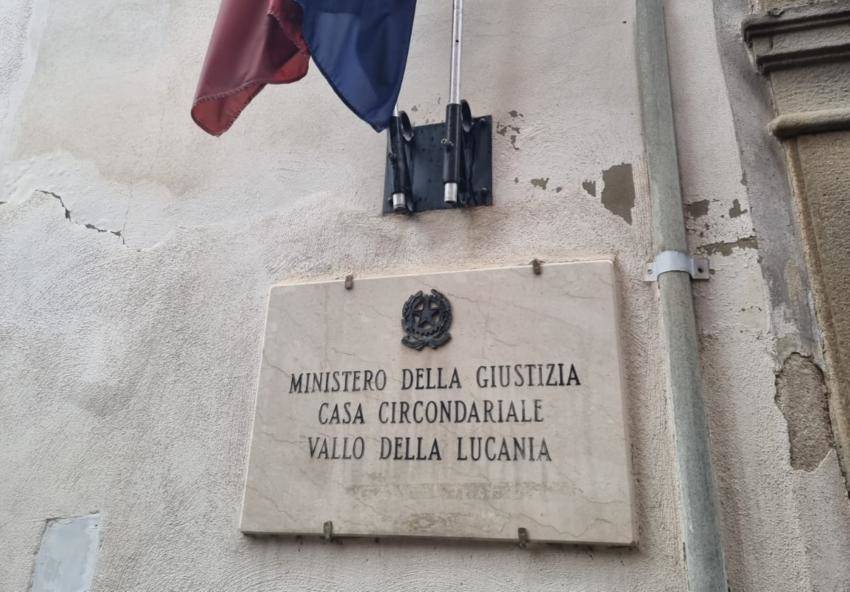 MINISTERO DELLA GIUSTIZIA
CASA CIRCONDARIALE
VALLO DELLA LUCANIA